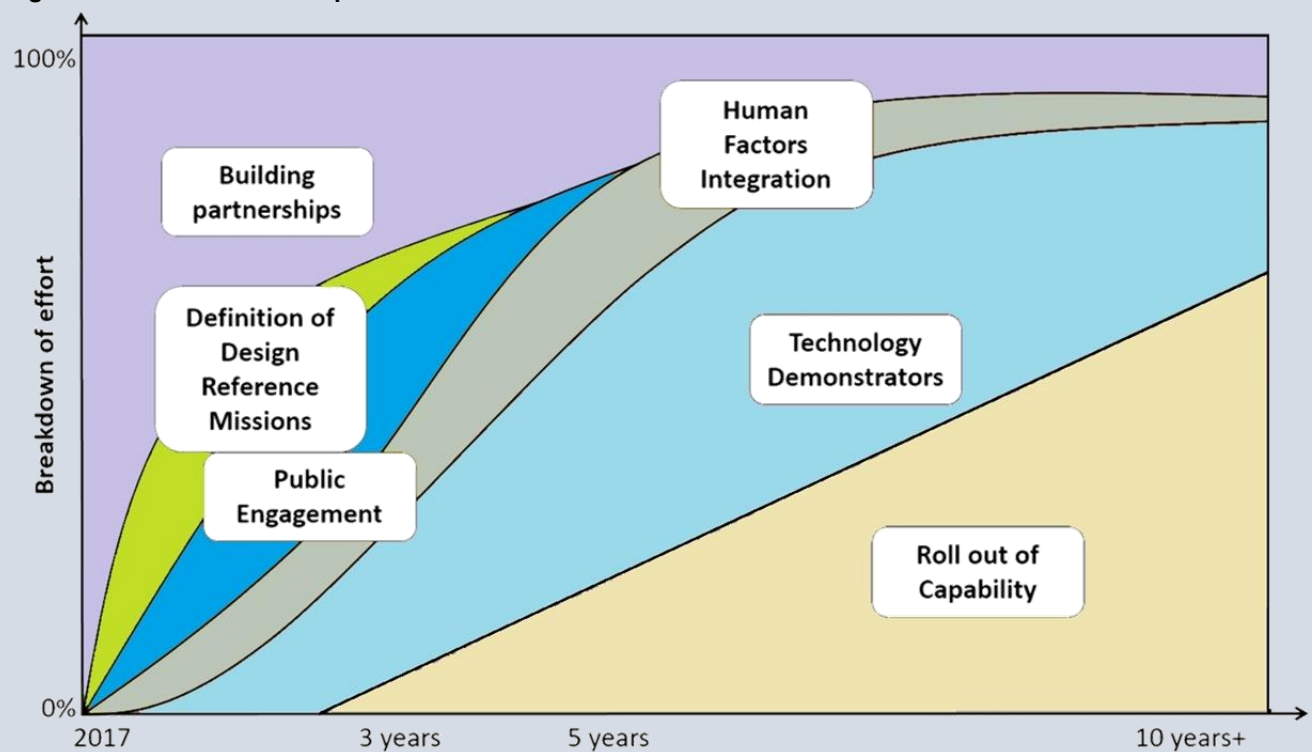 100%
Breakdown of effort
0%
Building
partnerships
Definition of
Design
Reference
Missions
Public
Engagement
Human
Factors
Integration
Technology
Demonstrators
Roll out of
Capability
2017
3 years
5 years
10 years+